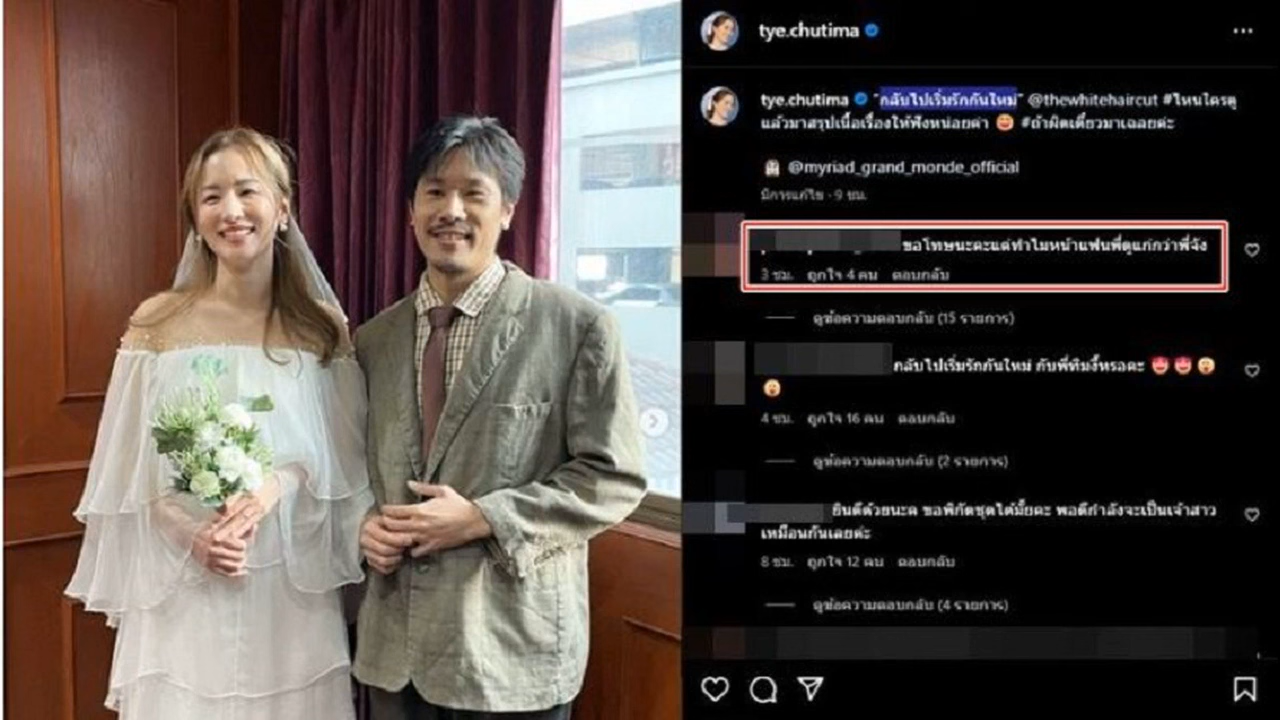 tye.chutima
tye.chutima "กลับไปเริ่มรักกันใหม่" @thewhitehaircut #ไหนใครดู
แล้วมาสรุปเนื้อเรื่องให้ฟังหน่อยค่า 😄 #ถ้าผิดเดี๋ยวมาเฉลยค่ะ
@myriad_grand_monde_official
มีการแก้ไข · 9 ชม.
ขอโทษนะคะแต่ทำไมหน้าแฟนพี่ดูแก่กว่าพี่จัง
3 ชม. ถูกใจ 4 คน ตอบกลับ
ดูข้อความตอบกลับ (15 รายการ)
กลับไปเริ่มรักกันใหม่ กับพี่ทิมงี้หรอคะ 😍😍😮
😮
4 ชม. ถูกใจ 16 คน ตอบกลับ
ดูข้อความตอบกลับ (2 รายการ)
ยินดีด้วยนะค ขอพิกัดชุดได้มั้ยคะ พอดีกำลังจะเป็นเจ้าสาว
เหมือนกันเลยค่ะ
8 ชม. ถูกใจ 12 คน ตอบกลับ
ดูข้อความตอบกลับ (4 รายการ)